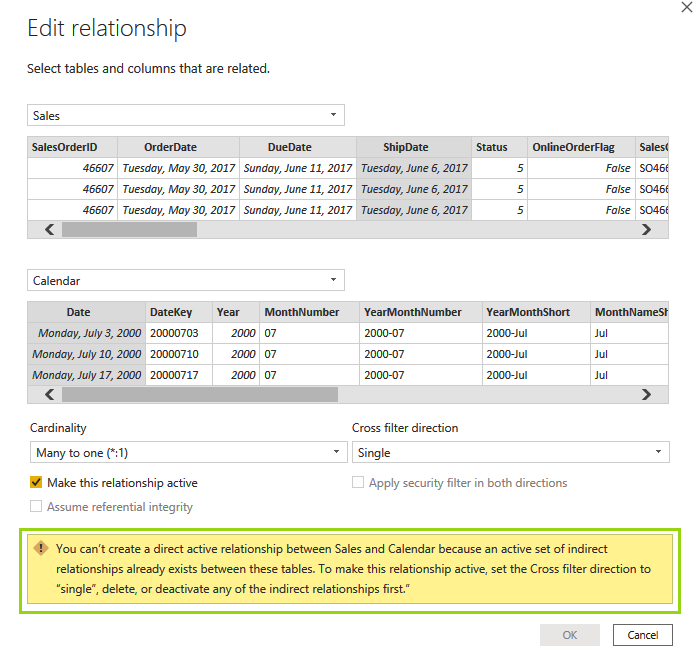 Edit relationship
Select tables and columns that are related.
Sales
SalesOrderID OrderDate DueDate ShipDate Status OnlineOrderFlag SalesO
46607 Tuesday, May 30, 2017 Sunday, June 11, 2017 Tuesday, June 6, 2017 5 False SO466
46607 Tuesday, May 30, 2017 Sunday, June 11, 2017 Tuesday, June 6, 2017 5 False SO466
46607 Tuesday, May 30, 2017 Sunday, June 11, 2017 Tuesday, June 6, 2017 5 False SO466
Calendar
Date DateKey Year MonthNumber YearMonthNumber YearMonthShort MonthNameSh
Monday, July 3, 2000 20000703 2000 07 2000-07 2000-Jul Jul
Monday, July 10, 2000 20000710 2000 07 2000-07 2000-Jul Jul
Monday, July 17, 2000 20000717 2000 07 2000-07 2000-Jul Jul
Cardinality Cross filter direction
Many to one (*:1) Single
Make this relationship active Apply security filter in both directions
Assume referential integrity
You can't create a direct active relationship between Sales and Calendar because an active set of indirect
relationships already exists between these tables. To make this relationship active, set the Cross filter direction to
“single”, delete, or deactivate any of the indirect relationships first.”
OK Cancel